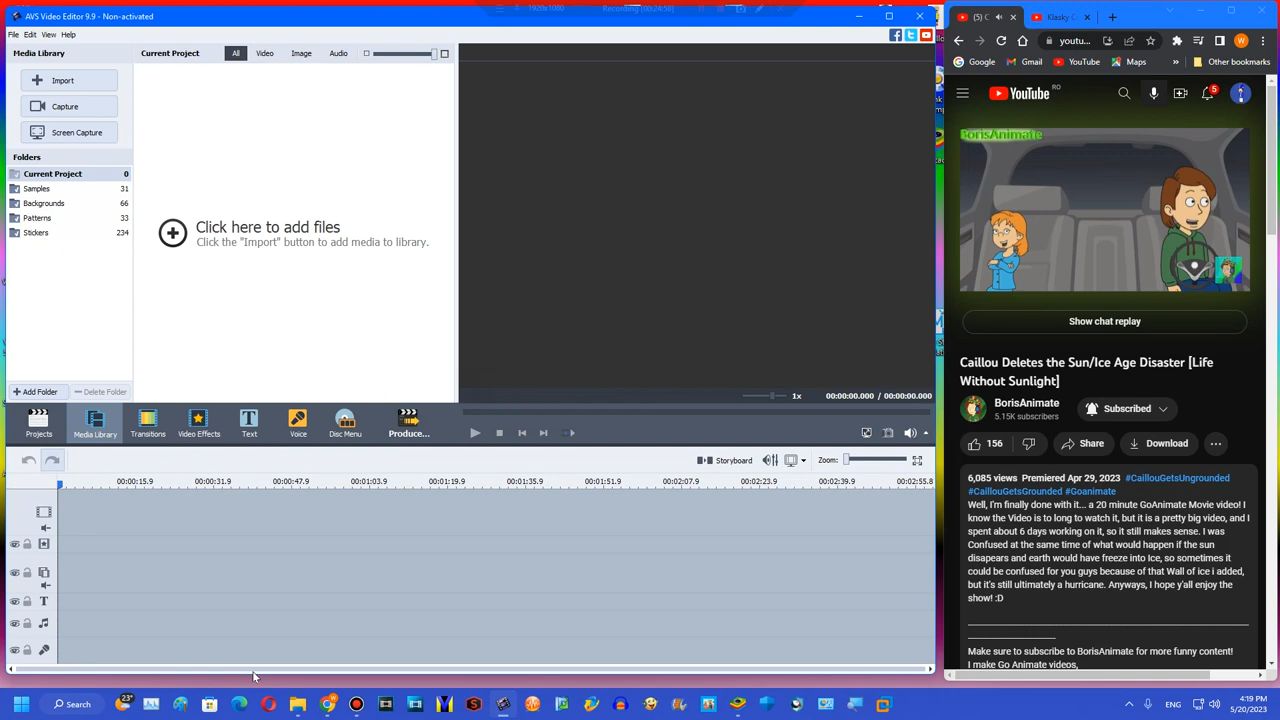 AVS Video Editor 9.9 - Non-activated
1920x1080
Recording [00:24:58]
File Edit View Help
Media Library
Current Project
All
Video
Image
Audio
Import
Capture
Screen Capture
Folders
Current Project 0
Samples 31
Backgrounds 66
Patterns 33
Stickers 234
Click here to add files
Click the "Import" button to add media to library.
+ Add Folder
Delete Folder
1x
00:00:00.000 / 00:00:00.000
Projects
Media Library
Transitions
Video Effects
Text
Voice
Disc Menu
Produce...
Storyboard
Zoom:
00:00:15.9 00:00:31.9 00:00:47.9 00:01:03.9 00:01:19.9 00:01:35.9 00:01:51.9 00:02:07.9 00:02:23.9 00:02:39.9 00:02:55.8
(5) C
Klasky C
youtu...
Google
Gmail
YouTube
Maps
»
Other bookmarks
YouTube RO
5
BorisAnimate
Show chat replay
Caillou Deletes the Sun/Ice Age Disaster [Life
Without Sunlight]
BorisAnimate
5.15K subscribers
Subscribed
156
Share
Download
6,085 views Premiered Apr 29, 2023 #CaillouGetsUngrounded
#CaillouGetsGrounded #Goanimate
Well, I'm finally done with it... a 20 minute GoAnimate Movie video! I
know the Video is to long to watch it, but it is a pretty big video, and I
spent about 6 days working on it, so it still makes sense. I was
Confused at the same time of what would happen if the sun
disapears and earth would have freeze into Ice, so sometimes it
could be confused for you guys because of that Wall of ice i added,
but it's still ultimately a hurricane. Anyways, I hope y'all enjoy the
show! :D
Make sure to subscribe to BorisAnimate for more funny content!
I make Go Animate videos,
Search
23°
ENG
4:19 PM
5/20/2023